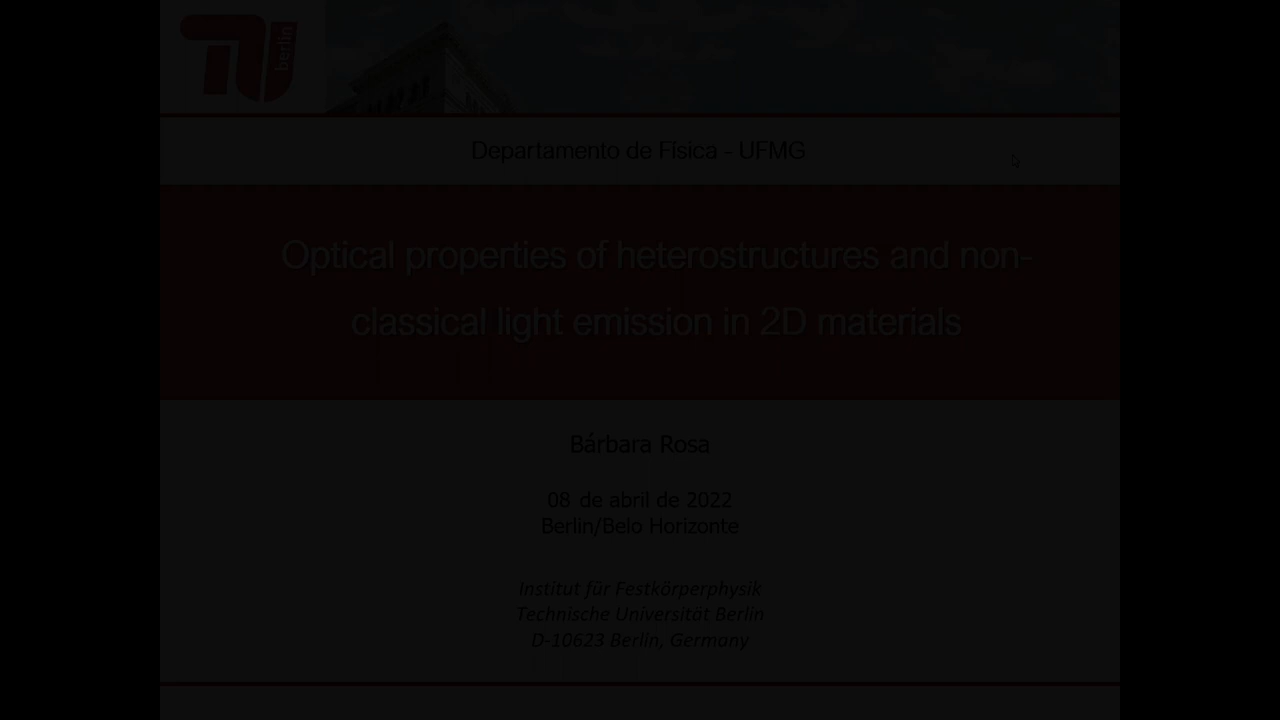 berlin
Departamento de Física - UFMG
Optical properties of heterostructures and non-
classical light emission in 2D materials
Bárbara Rosa
08 de abril de 2022
Berlin/Belo Horizonte
Institut für Festkörperphysik
Technische Universität Berlin
D-10623 Berlin, Germany